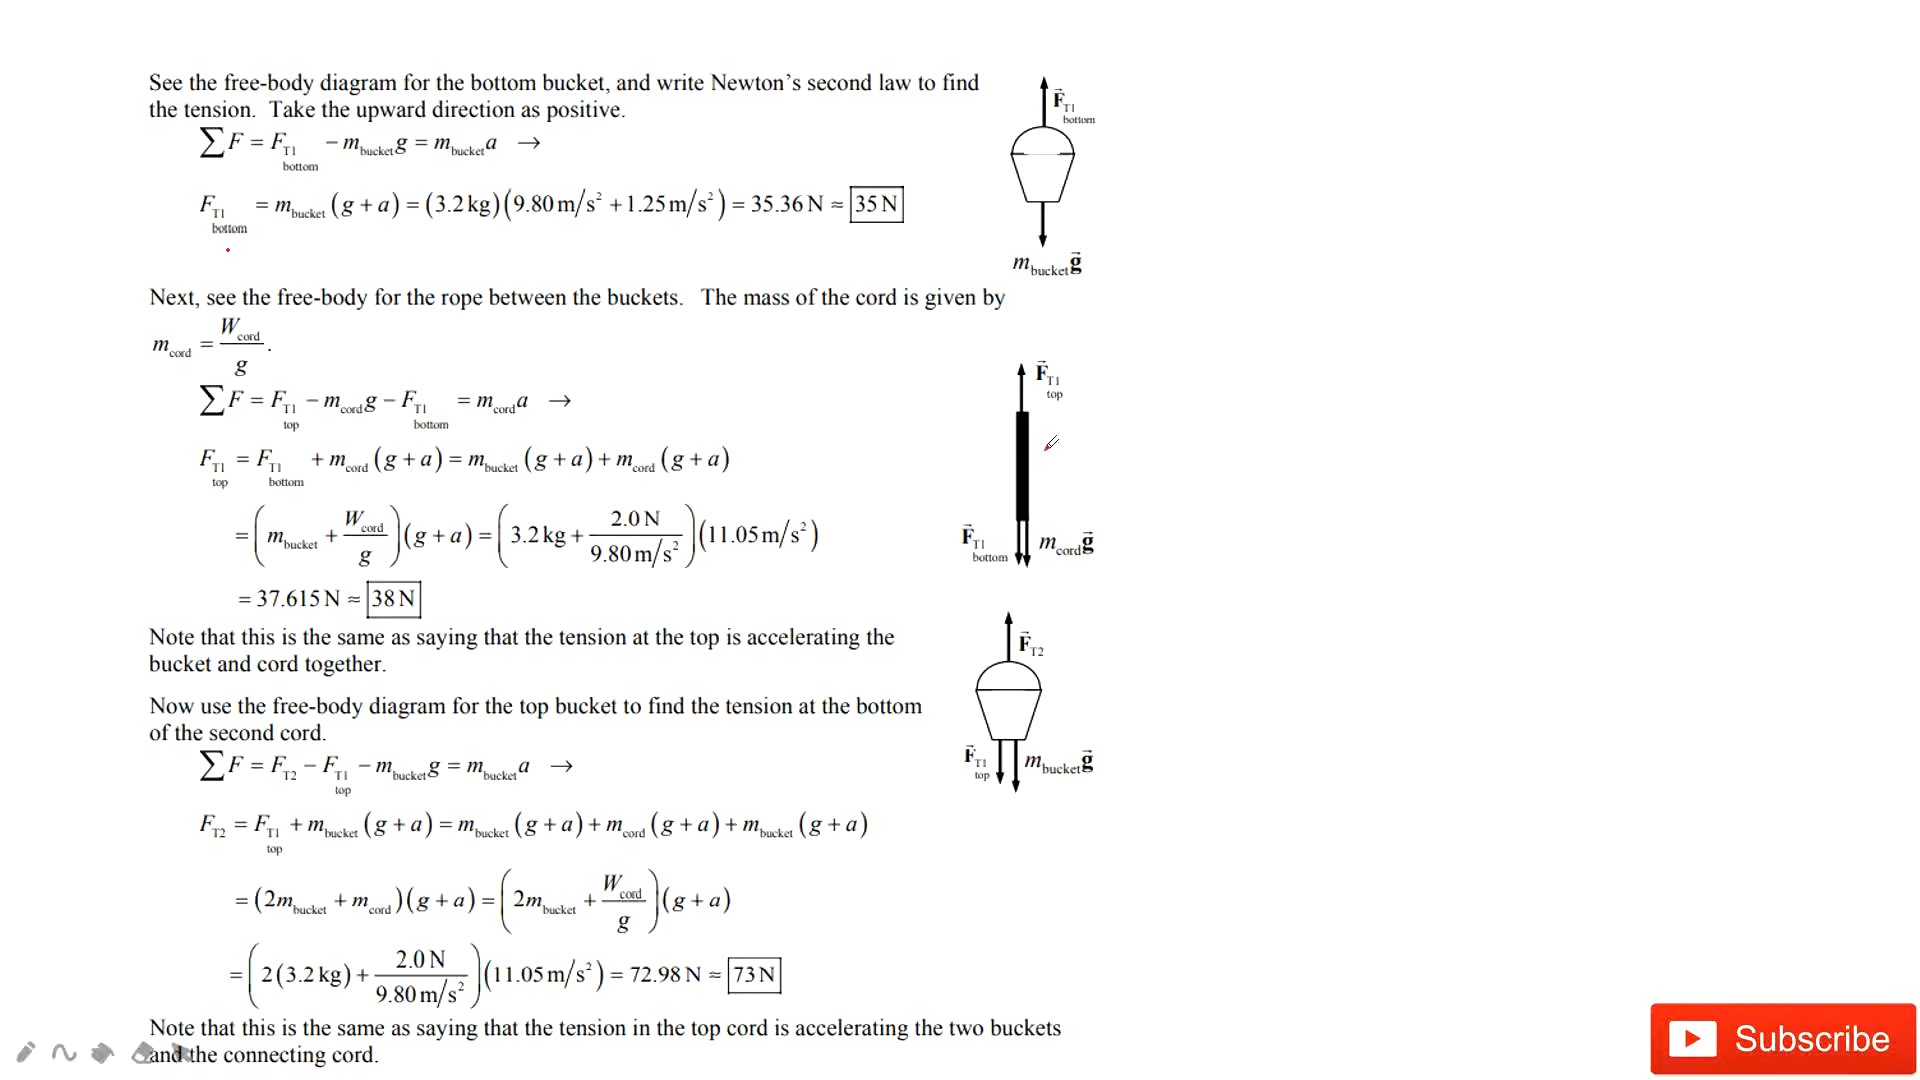 See the free-body diagram for the bottom bucket, and write Newton's second law to find
the tension. Take the upward direction as positive.
∑F = F_T1 bottom − m_bucket g = m_bucket a →
F_T1 bottom = m_bucket (g + a) = (3.2 kg)(9.80 m/s² + 1.25 m/s²) = 35.36 N ≈ 35 N
F⃗_T1 bottom
m_bucket g⃗
Next, see the free-body for the rope between the buckets. The mass of the cord is given by
m_cord = W_cord / g .
∑F = F_T1 top − m_cord g − F_T1 bottom = m_cord a →
F_T1 top = F_T1 bottom + m_cord (g + a) = m_bucket (g + a) + m_cord (g + a)
= (m_bucket + W_cord / g)(g + a) = (3.2 kg + 2.0 N / 9.80 m/s²)(11.05 m/s²)
= 37.615 N ≈ 38 N
F⃗_T1 top
F⃗_T1 bottom m_cord g⃗
Note that this is the same as saying that the tension at the top is accelerating the
bucket and cord together.
Now use the free-body diagram for the top bucket to find the tension at the bottom
of the second cord.
∑F = F_T2 − F_T1 top − m_bucket g = m_bucket a →
F_T2 = F_T1 top + m_bucket (g + a) = m_bucket (g + a) + m_cord (g + a) + m_bucket (g + a)
= (2m_bucket + m_cord)(g + a) = (2m_bucket + W_cord / g)(g + a)
= (2(3.2 kg) + 2.0 N / 9.80 m/s²)(11.05 m/s²) = 72.98 N ≈ 73 N
F⃗_T2
F⃗_T1 top m_bucket g⃗
Note that this is the same as saying that the tension in the top cord is accelerating the two buckets
and the connecting cord.
Subscribe